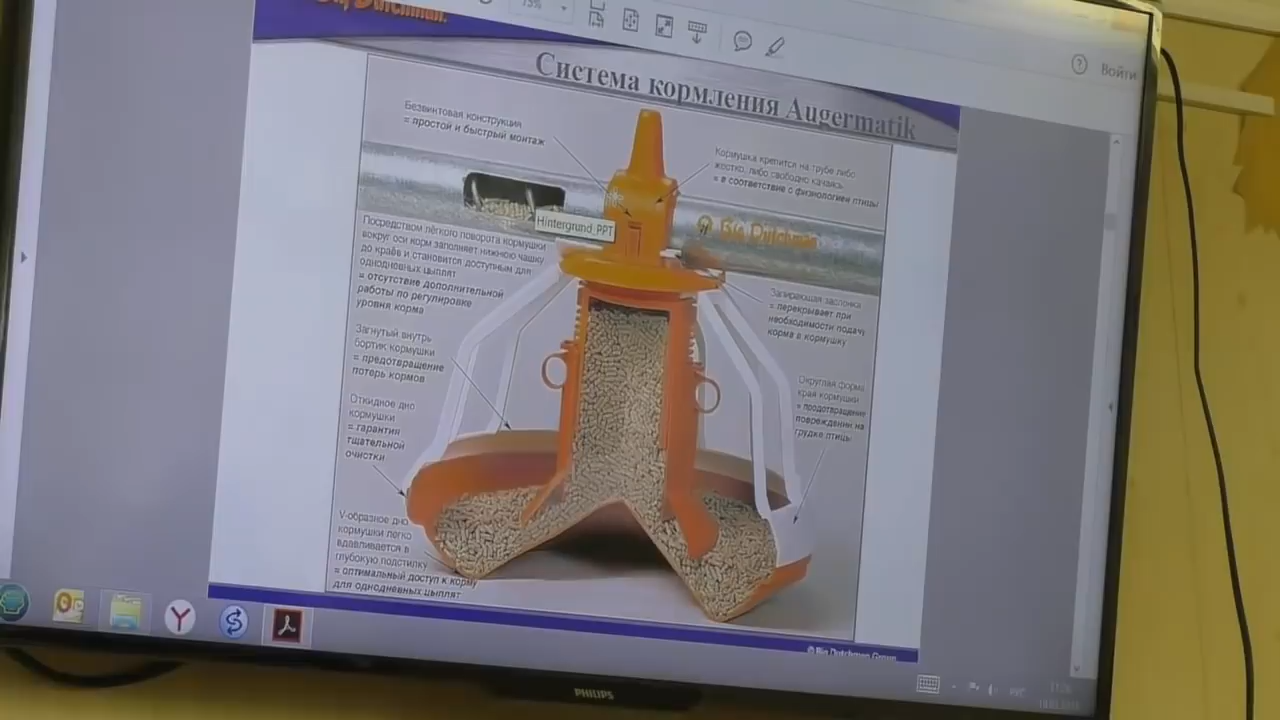 Big Dutchman.
75%
Войти
Система кормления Augermatik
Безвинтовая конструкция
= простой и быстрый монтаж
Кормушка крепится на трубе либо
жестко, либо свободно качаясь
= в соответствие с физиологией птицы
Hintergrund_PPT
Big Dutchman
Посредством лёгкого поворота кормушки
вокруг оси корм заполняет нижнюю чашку
до краёв и становится доступным для
однодневных цыплят
= отсутствие дополнительной
работы по регулировке
уровня корма
Запирающая заслонка
= перекрывает при
необходимости подачу
корма в кормушку
Загнутый внутрь
бортик кормушки
= предотвращение
потерь кормов
Округлая форма
края кормушки
= предотвращение
повреждений на
грудке птицы
Откидное дно
кормушки
= гарантия
тщательной
очистки
V-образное дно
кормушки легко
вдавливается в
глубокую подстилку
= оптимальный доступ к корму
для однодневных цыплят
© Big Dutchman Group
РУС
PHILIPS